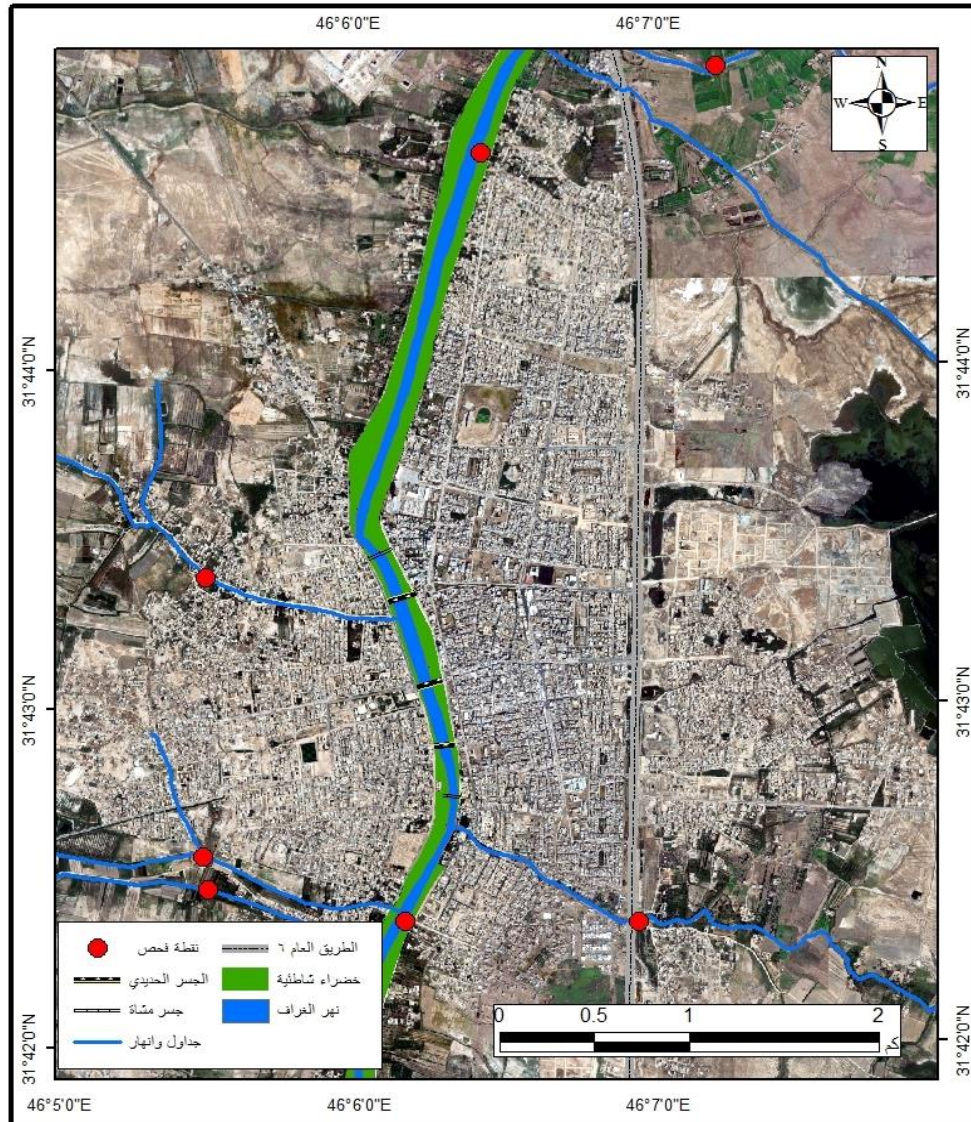 46°6'0"E 46°7'0"E
N
W E
S
31°44'0"N 31°44'0"N
31°43'0"N 31°43'0"N
31°42'0"N 31°42'0"N
نقطة فحص الطريق العام ٦
الجسر الحديدي خضراء شاطئية
جسر مشاة نهر الغراف
جداول وانهار
0 0.5 1 2
كم
46°5'0"E 46°6'0"E 46°7'0"E